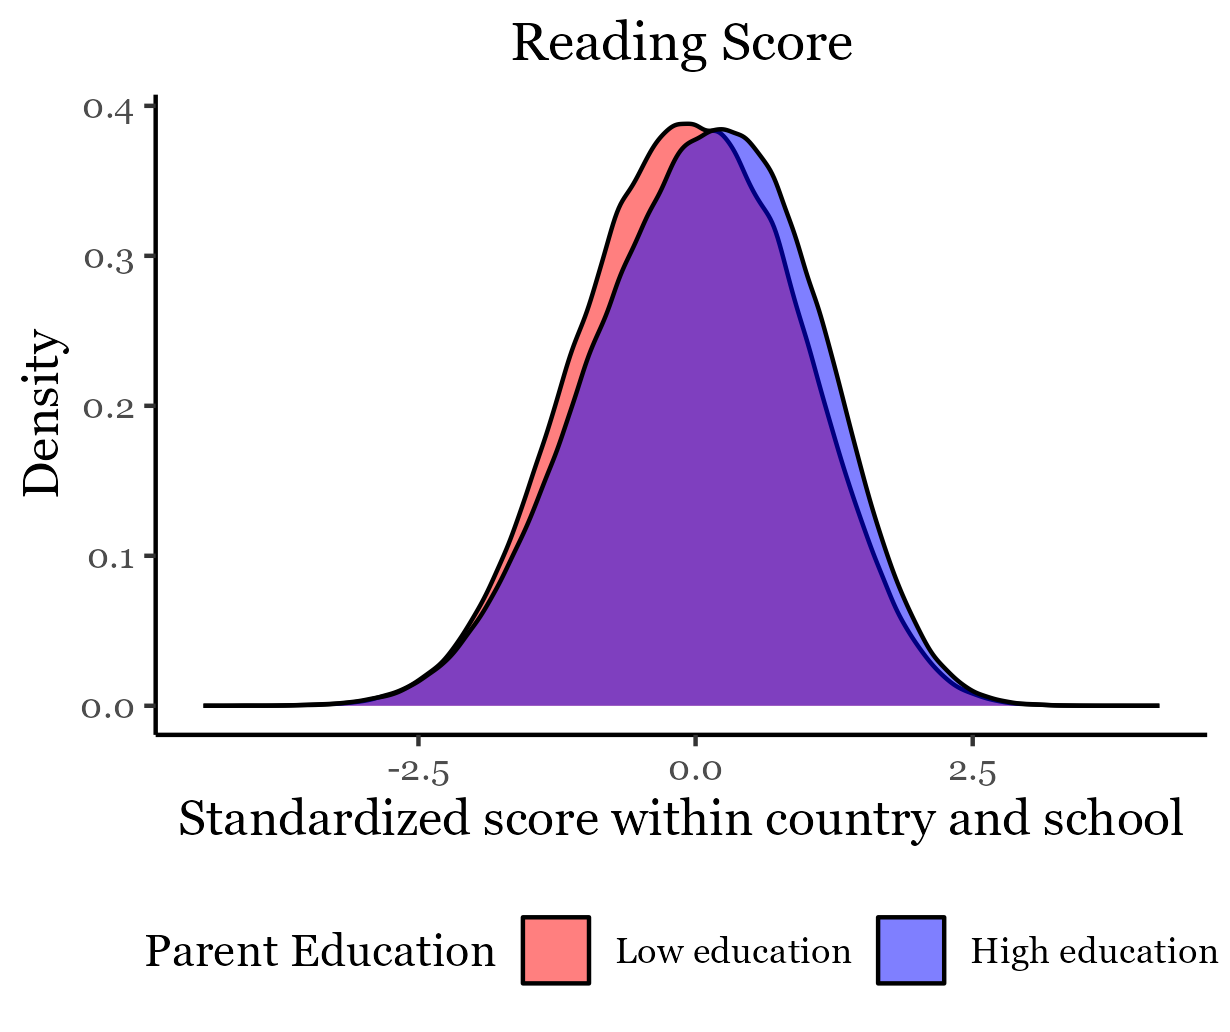 Reading Score
0.4
0.3
0.2
0.1
0.0
Density
-2.5 0.0 2.5
Standardized score within country and school
Parent Education Low education High education